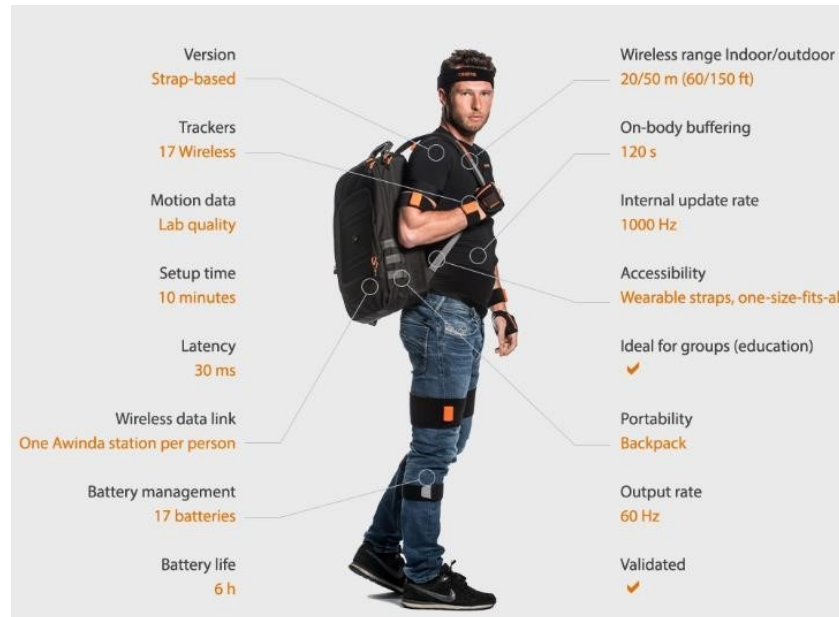 Version
Strap-based
Trackers
17 Wireless
Motion data
Lab quality
Setup time
10 minutes
Latency
30 ms
Wireless data link
One Awinda station per person
Battery management
17 batteries
Battery life
6 h
Wireless range Indoor/outdoor
20/50 m (60/150 ft)
On-body buffering
120 s
Internal update rate
1000 Hz
Accessibility
Wearable straps, one-size-fits-al
Ideal for groups (education)
✔
Portability
Backpack
Output rate
60 Hz
Validated
✔